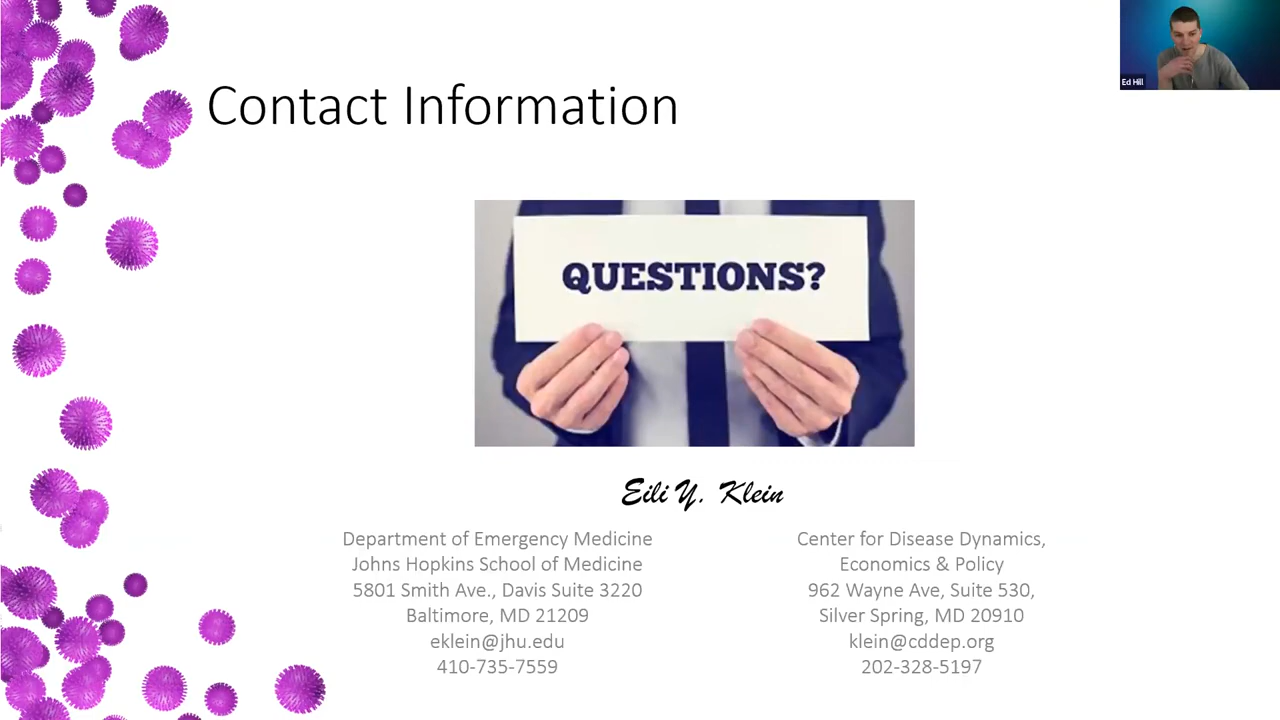 Ed Hill
Contact Information
QUESTIONS?
Eili Y. Klein
Department of Emergency Medicine
Johns Hopkins School of Medicine
5801 Smith Ave., Davis Suite 3220
Baltimore, MD 21209
eklein@jhu.edu
410-735-7559
Center for Disease Dynamics,
Economics & Policy
962 Wayne Ave, Suite 530,
Silver Spring, MD 20910
klein@cddep.org
202-328-5197